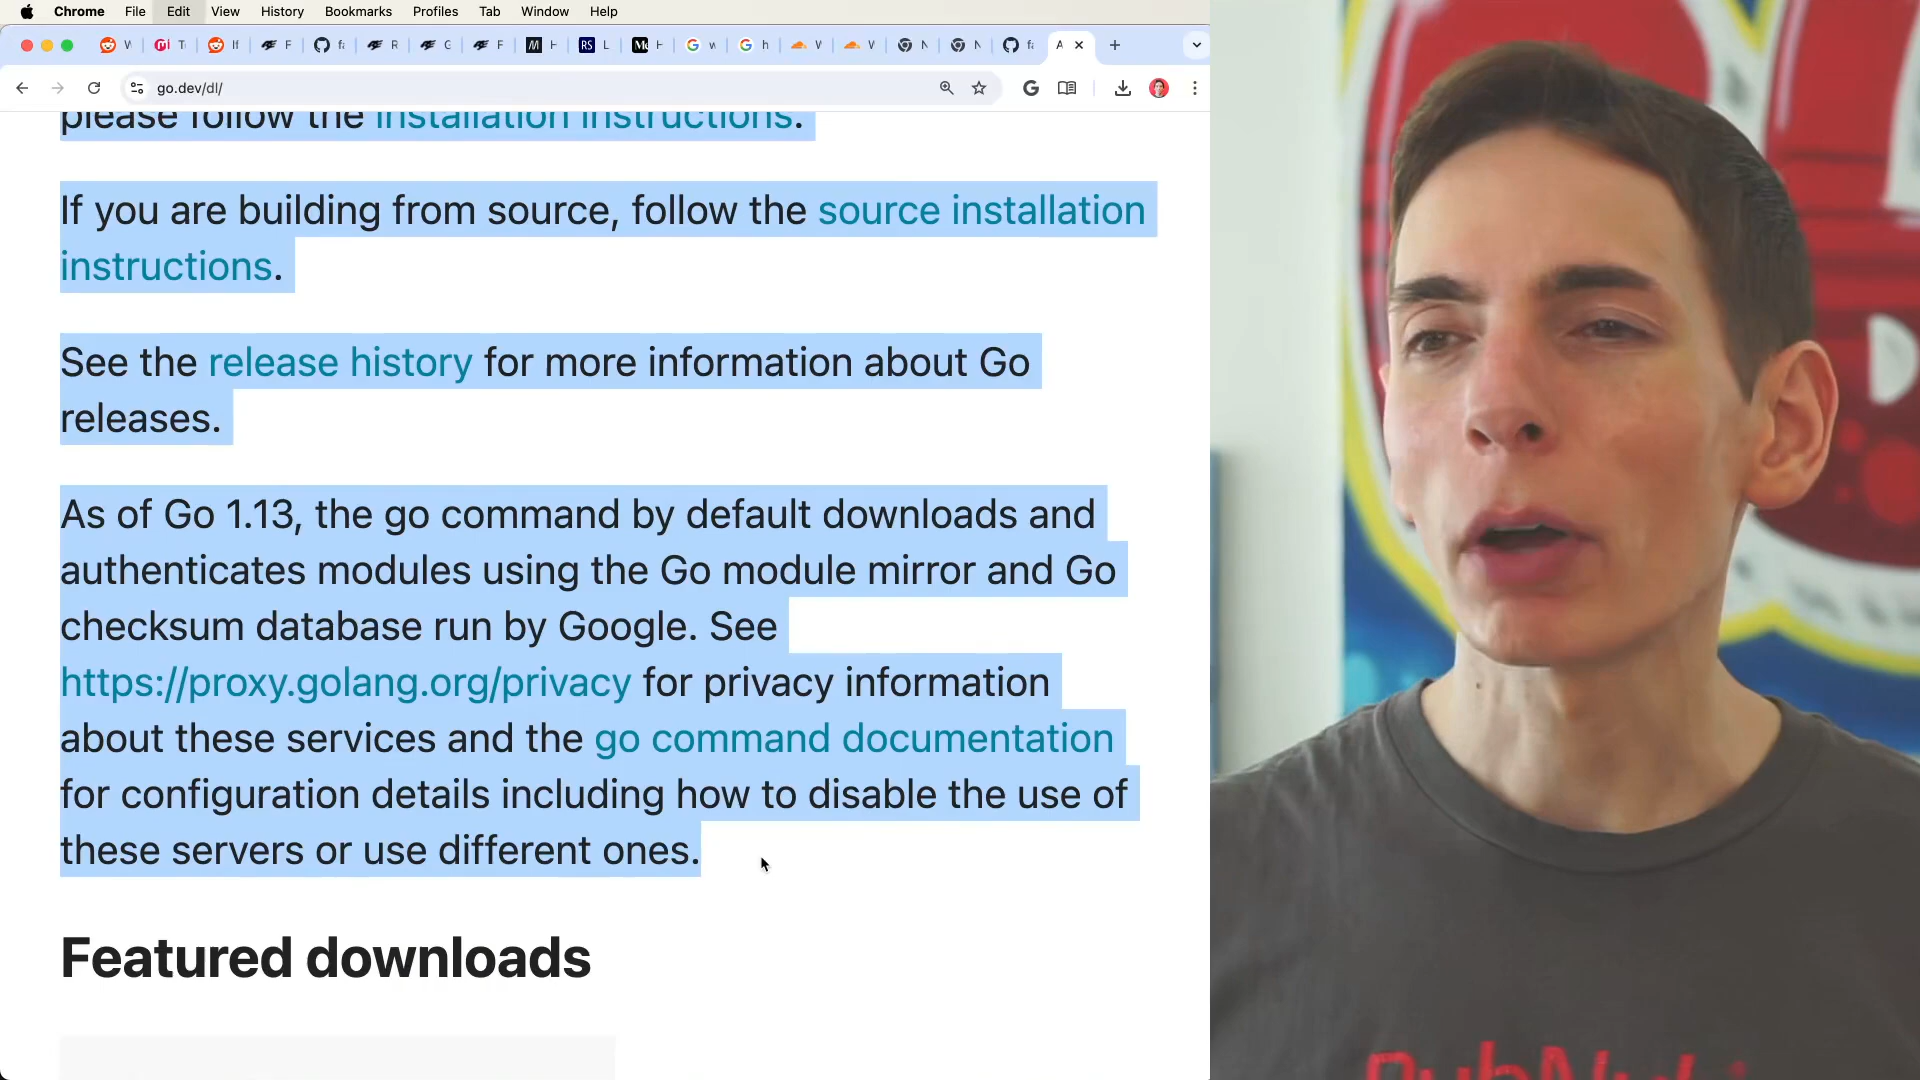 Chrome File Edit View History Bookmarks Profiles Tab Window Help
go.dev/dl/
please follow the installation instructions.
If you are building from source, follow the source installation
instructions.
See the release history for more information about Go
releases.
As of Go 1.13, the go command by default downloads and
authenticates modules using the Go module mirror and Go
checksum database run by Google. See
https://proxy.golang.org/privacy for privacy information
about these services and the go command documentation
for configuration details including how to disable the use of
these servers or use different ones.
Featured downloads